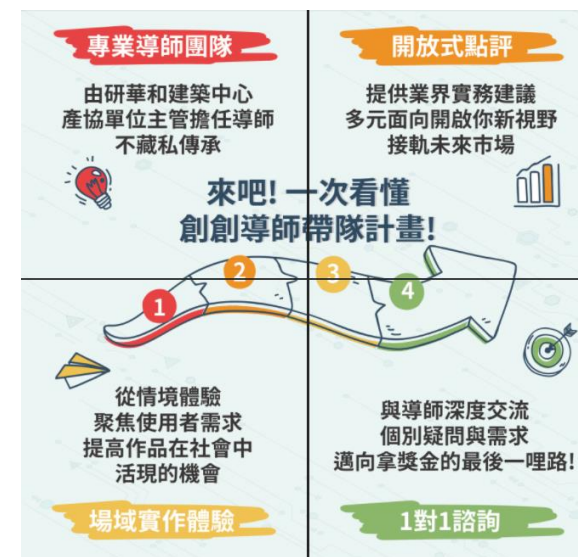 專業導師團隊
由研華和建築中心
產協單位主管擔任導師
不藏私傳承
開放式點評
提供業界實務建議
多元面向開啟你新視野
接軌未來市場
來吧! 一次看懂
創創導師帶隊計畫!
1
2
3
4
從情境體驗
聚焦使用者需求
提高作品在社會中
活現的機會
場域實作體驗
與導師深度交流
個別疑問與需求
邁向拿獎金的最後一哩路!
1對1諮詢